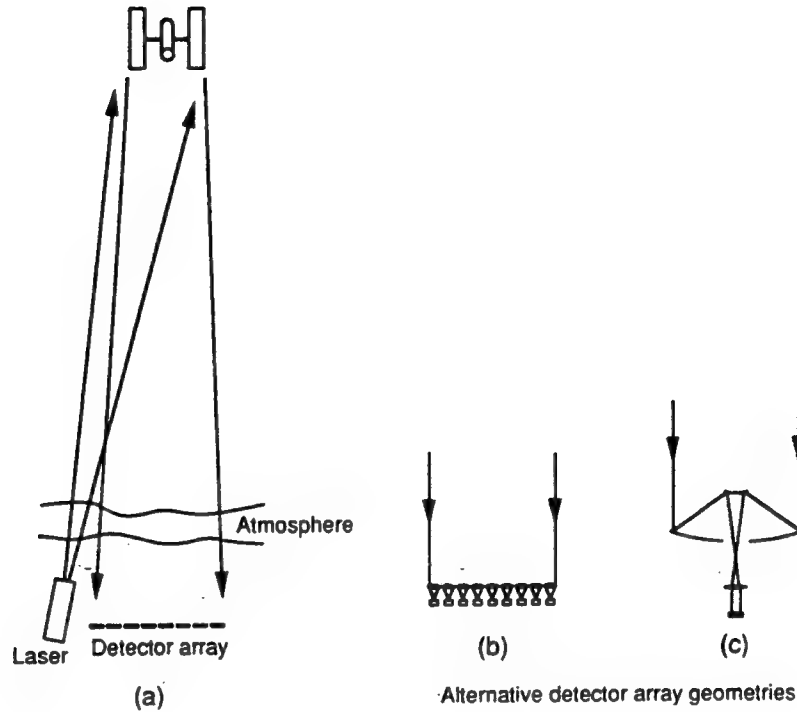 Atmosphere
Laser
Detector array
(a)
(b)
(c)
Alternative detector array geometries